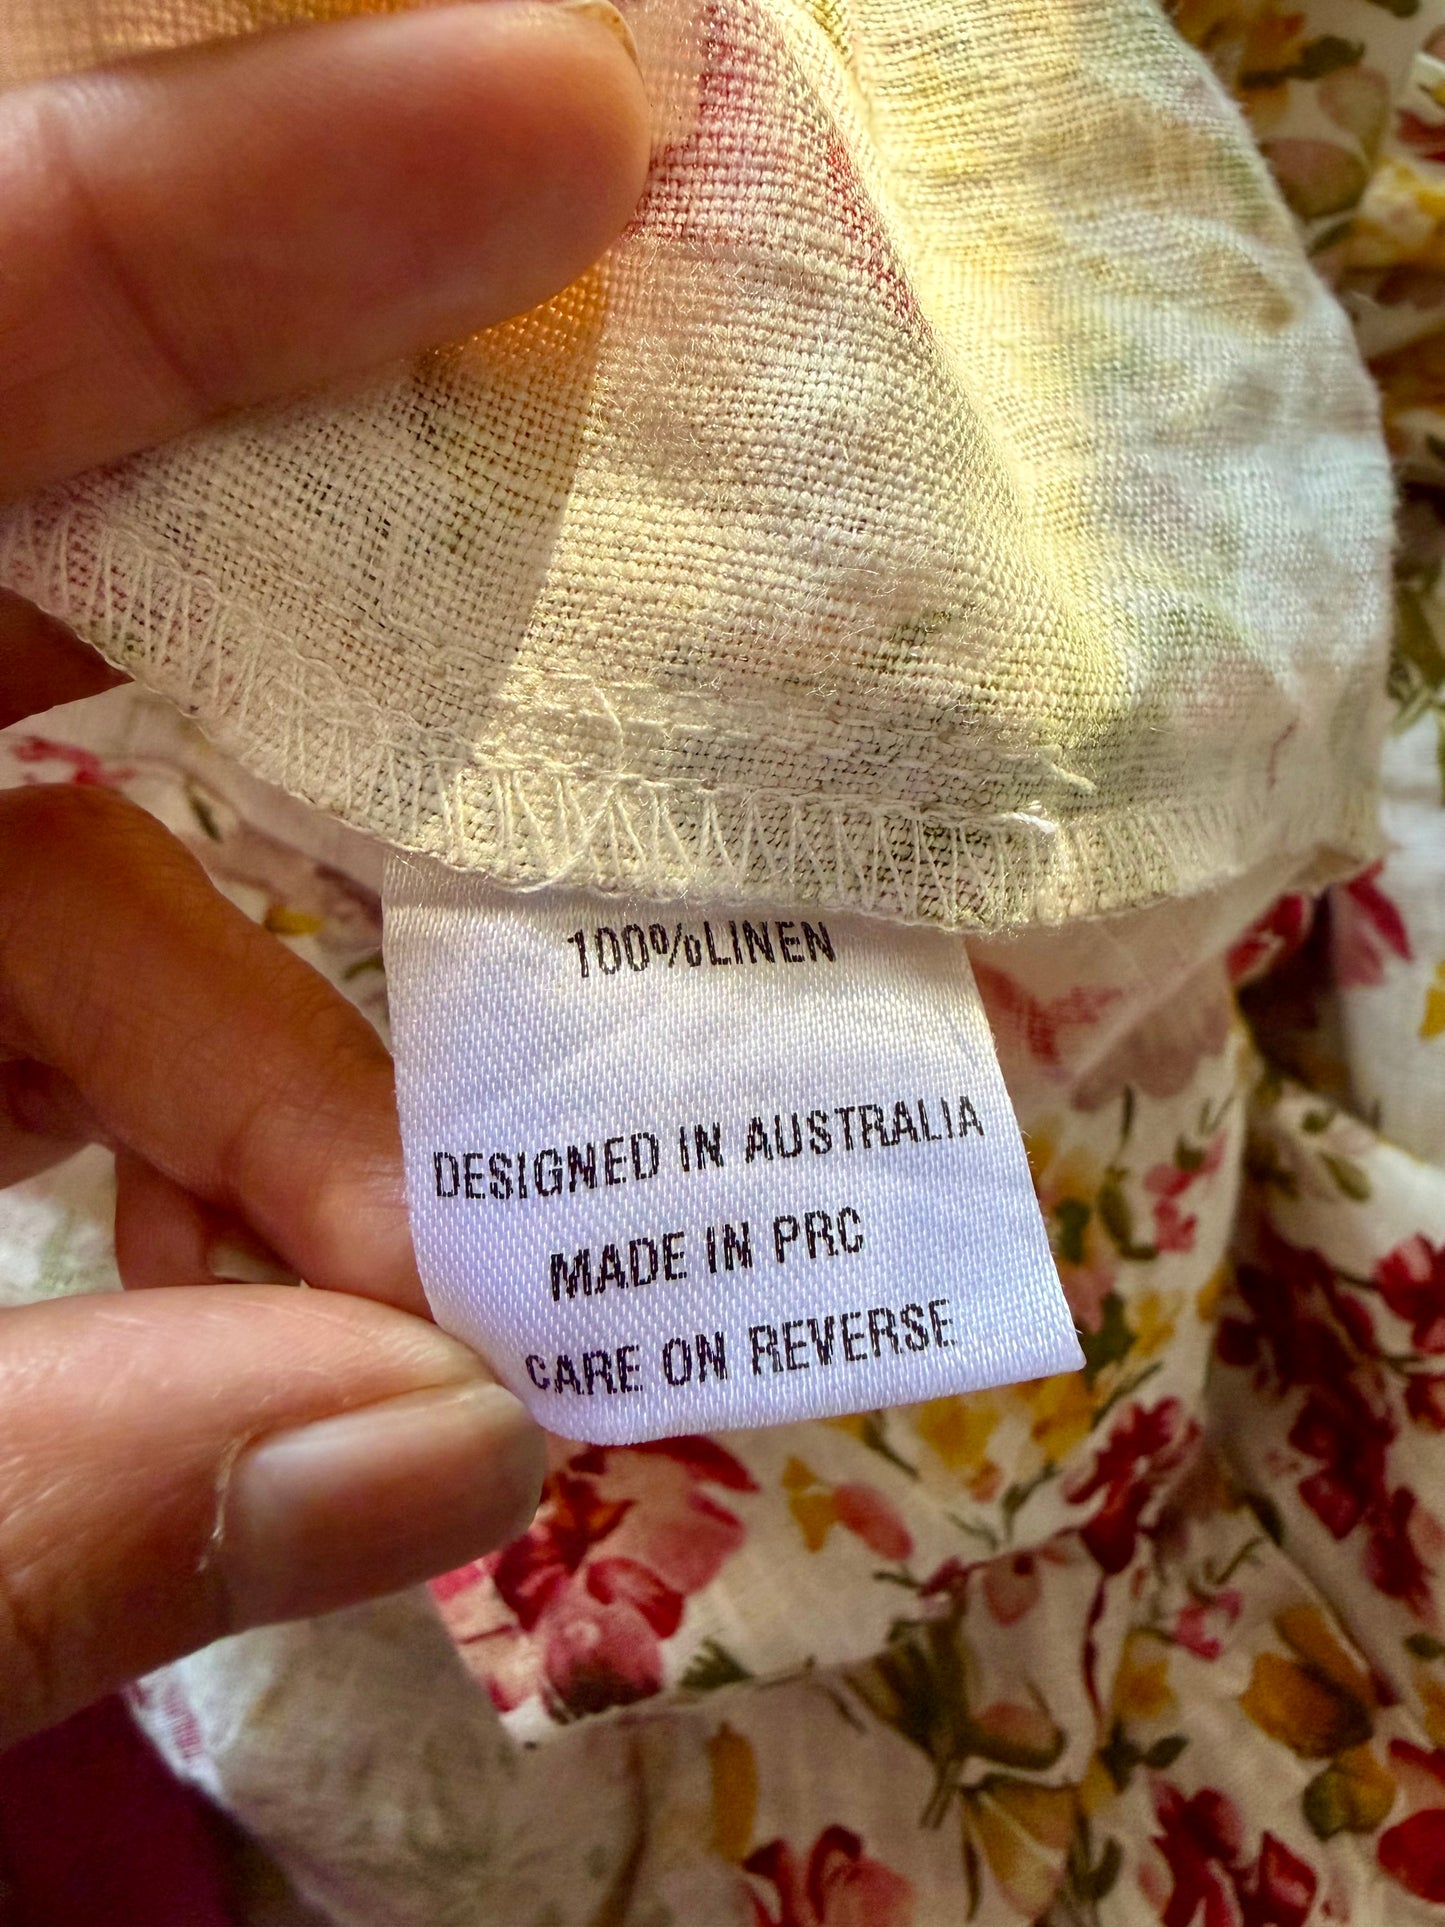 100%LINEN
DESIGNED IN AUSTRALIA
MADE IN PRC
CARE ON REVERSE